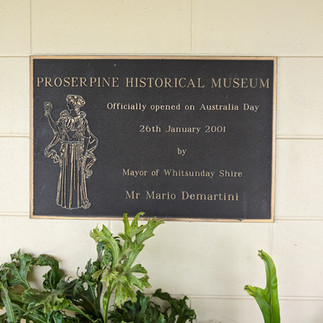 PROSERPINE HISTORICAL MUSEUM
Officially opened on Australia Day
26th January 2001
by
Mayor of Whitsunday Shire
Mr Mario Demartini